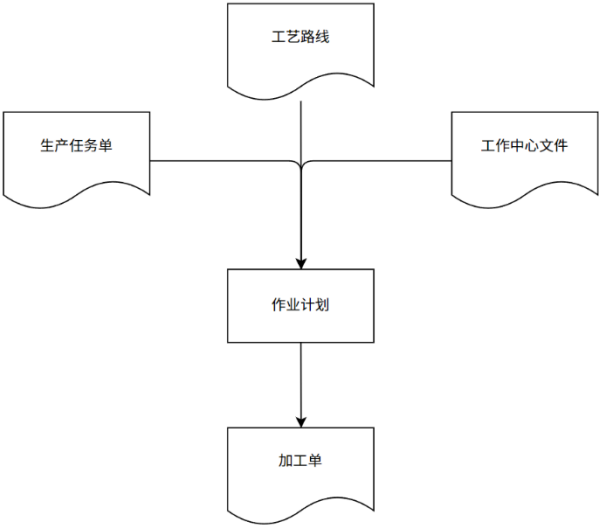 工艺路线
生产任务单
工作中心文件
作业计划
加工单